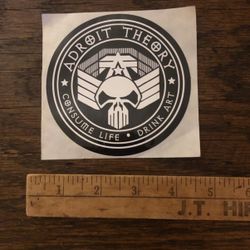 ADROIT THEORY
CONSUME LIFE • DRINK ART
1 2 3 4 5
J.T. HI